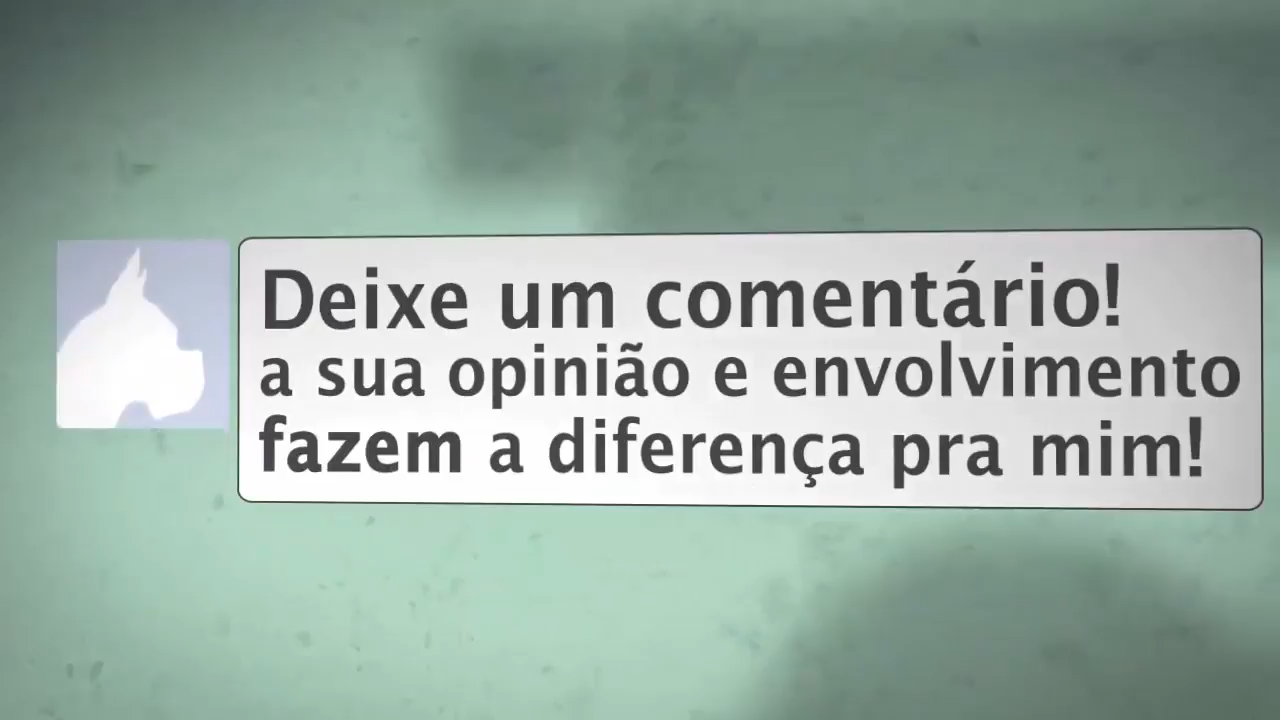 Deixe um comentário!
a sua opinião e envolvimento
fazem a diferença pra mim!